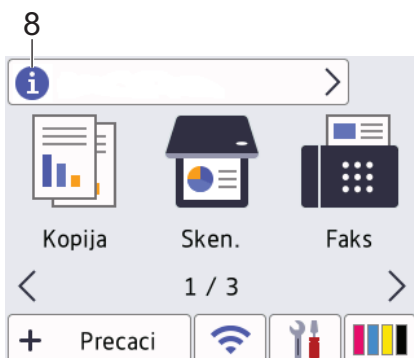 8
Kopija Sken. Faks
1 / 3
+ Precaci